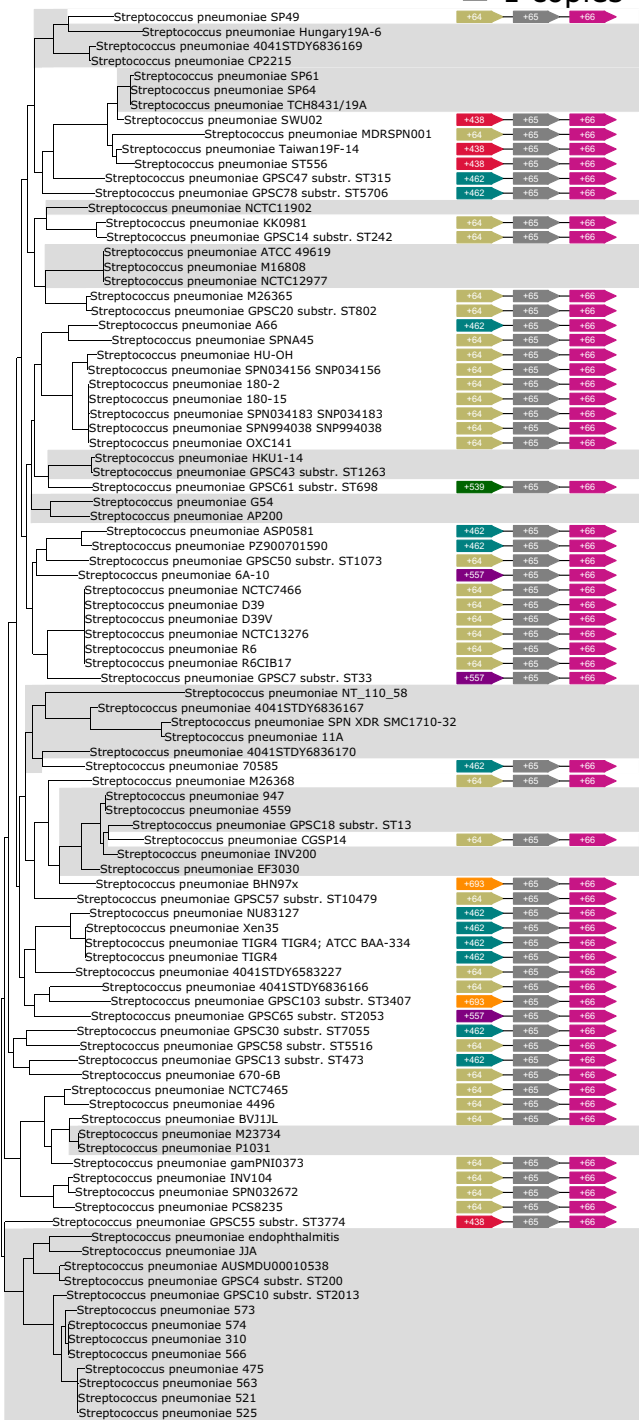 2 copies
Streptococcus pneumoniae SP49 +64 +65 +66
Streptococcus pneumoniae Hungary19A-6
Streptococcus pneumoniae 4041STDY6836169
Streptococcus pneumoniae CP2215
Streptococcus pneumoniae SP61
Streptococcus pneumoniae SP64
Streptococcus pneumoniae TCH8431/19A
Streptococcus pneumoniae SWU02 +438 +65 +66
Streptococcus pneumoniae MDRSPN001 +64 +65 +66
Streptococcus pneumoniae Taiwan19F-14 +438 +65 +66
Streptococcus pneumoniae ST556 +438 +65 +66
Streptococcus pneumoniae GPSC47 substr. ST315 +462 +65 +66
Streptococcus pneumoniae GPSC78 substr. ST5706 +462 +65 +66
Streptococcus pneumoniae NCTC11902
Streptococcus pneumoniae KK0981 +64 +65 +66
Streptococcus pneumoniae GPSC14 substr. ST242 +64 +65 +66
Streptococcus pneumoniae ATCC 49619
Streptococcus pneumoniae M16808
Streptococcus pneumoniae NCTC12977
Streptococcus pneumoniae M26365 +64 +65 +66
Streptococcus pneumoniae GPSC20 substr. ST802 +64 +65 +66
Streptococcus pneumoniae A66 +462 +65 +66
Streptococcus pneumoniae SPNA45 +64 +65 +66
Streptococcus pneumoniae HU-OH +64 +65 +66
Streptococcus pneumoniae SPN034156 SNP034156 +64 +65 +66
Streptococcus pneumoniae 180-2 +64 +65 +66
Streptococcus pneumoniae 180-15 +64 +65 +66
Streptococcus pneumoniae SPN034183 SNP034183 +64 +65 +66
Streptococcus pneumoniae SPN994038 SNP994038 +64 +65 +66
Streptococcus pneumoniae OXC141 +64 +65 +66
Streptococcus pneumoniae HKU1-14
Streptococcus pneumoniae GPSC43 substr. ST1263
Streptococcus pneumoniae GPSC61 substr. ST698 +539 +65 +66
Streptococcus pneumoniae G54
Streptococcus pneumoniae AP200
Streptococcus pneumoniae ASP0581 +462 +65 +66
Streptococcus pneumoniae PZ900701590 +462 +65 +66
Streptococcus pneumoniae GPSC50 substr. ST1073 +64 +65 +66
Streptococcus pneumoniae 6A-10 +557 +65 +66
Streptococcus pneumoniae NCTC7466 +64 +65 +66
Streptococcus pneumoniae D39 +64 +65 +66
Streptococcus pneumoniae D39V +64 +65 +66
Streptococcus pneumoniae NCTC13276 +64 +65 +66
Streptococcus pneumoniae R6 +64 +65 +66
Streptococcus pneumoniae R6CIB17 +64 +65 +66
Streptococcus pneumoniae GPSC7 substr. ST33 +557 +65 +66
Streptococcus pneumoniae NT_110_58
Streptococcus pneumoniae 4041STDY6836167
Streptococcus pneumoniae SPN XDR SMC1710-32
Streptococcus pneumoniae 11A
Streptococcus pneumoniae 4041STDY6836170
Streptococcus pneumoniae 70585 +462 +65 +66
Streptococcus pneumoniae M26368 +64 +65 +66
Streptococcus pneumoniae 947
Streptococcus pneumoniae 4559
Streptococcus pneumoniae GPSC18 substr. ST13
Streptococcus pneumoniae CGSP14 +64 +65 +66
Streptococcus pneumoniae INV200
Streptococcus pneumoniae EF3030
Streptococcus pneumoniae BHN97x +693 +65 +66
Streptococcus pneumoniae GPSC57 substr. ST10479 +64 +65 +66
Streptococcus pneumoniae NU83127 +462 +65 +66
Streptococcus pneumoniae Xen35 +462 +65 +66
Streptococcus pneumoniae TIGR4 TIGR4; ATCC BAA-334 +462 +65 +66
Streptococcus pneumoniae TIGR4 +462 +65 +66
Streptococcus pneumoniae 4041STDY6583227 +64 +65 +66
Streptococcus pneumoniae 4041STDY6836166 +64 +65 +66
Streptococcus pneumoniae GPSC103 substr. ST3407 +693 +65 +66
Streptococcus pneumoniae GPSC65 substr. ST2053 +557 +65 +66
Streptococcus pneumoniae GPSC30 substr. ST7055 +462 +65 +66
Streptococcus pneumoniae GPSC58 substr. ST5516 +64 +65 +66
Streptococcus pneumoniae GPSC13 substr. ST473 +462 +65 +66
Streptococcus pneumoniae 670-6B +64 +65 +66
Streptococcus pneumoniae NCTC7465 +64 +65 +66
Streptococcus pneumoniae 4496 +64 +65 +66
Streptococcus pneumoniae BVJ1JL +64 +65 +66
Streptococcus pneumoniae M23734
Streptococcus pneumoniae P1031
Streptococcus pneumoniae gamPNI0373 +64 +65 +66
Streptococcus pneumoniae INV104 +64 +65 +66
Streptococcus pneumoniae SPN032672 +64 +65 +66
Streptococcus pneumoniae PCS8235 +64 +65 +66
Streptococcus pneumoniae GPSC55 substr. ST3774 +438 +65 +66
Streptococcus pneumoniae endophthalmitis
Streptococcus pneumoniae JJA
Streptococcus pneumoniae AUSMDU00010538
Streptococcus pneumoniae GPSC4 substr. ST200
Streptococcus pneumoniae GPSC10 substr. ST2013
Streptococcus pneumoniae 573
Streptococcus pneumoniae 574
Streptococcus pneumoniae 310
Streptococcus pneumoniae 566
Streptococcus pneumoniae 475
Streptococcus pneumoniae 563
Streptococcus pneumoniae 521
Streptococcus pneumoniae 525